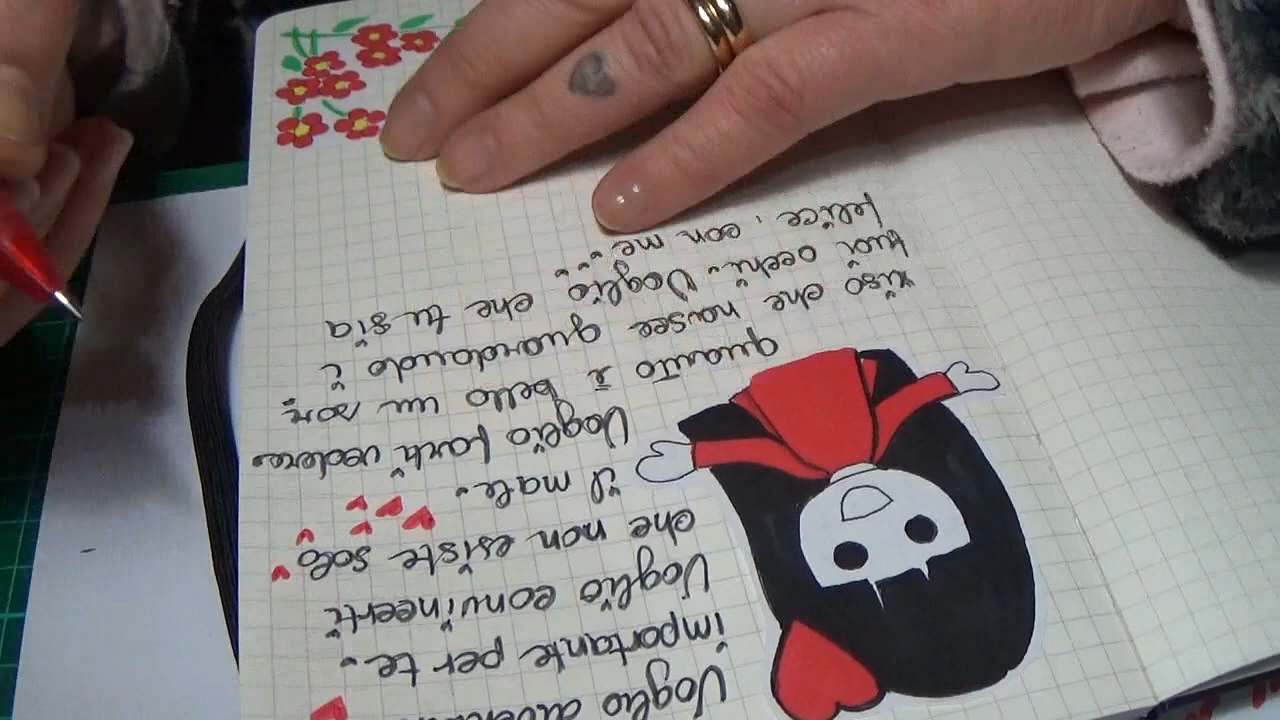 Voglio
importante per te.
Voglio convincerti
che non esiste solo
il male.
Voglio farti vedere
quanto è bello un sor-
riso che nasce guardando i
tuoi occhi. Voglio che tu sia
felice, con me...